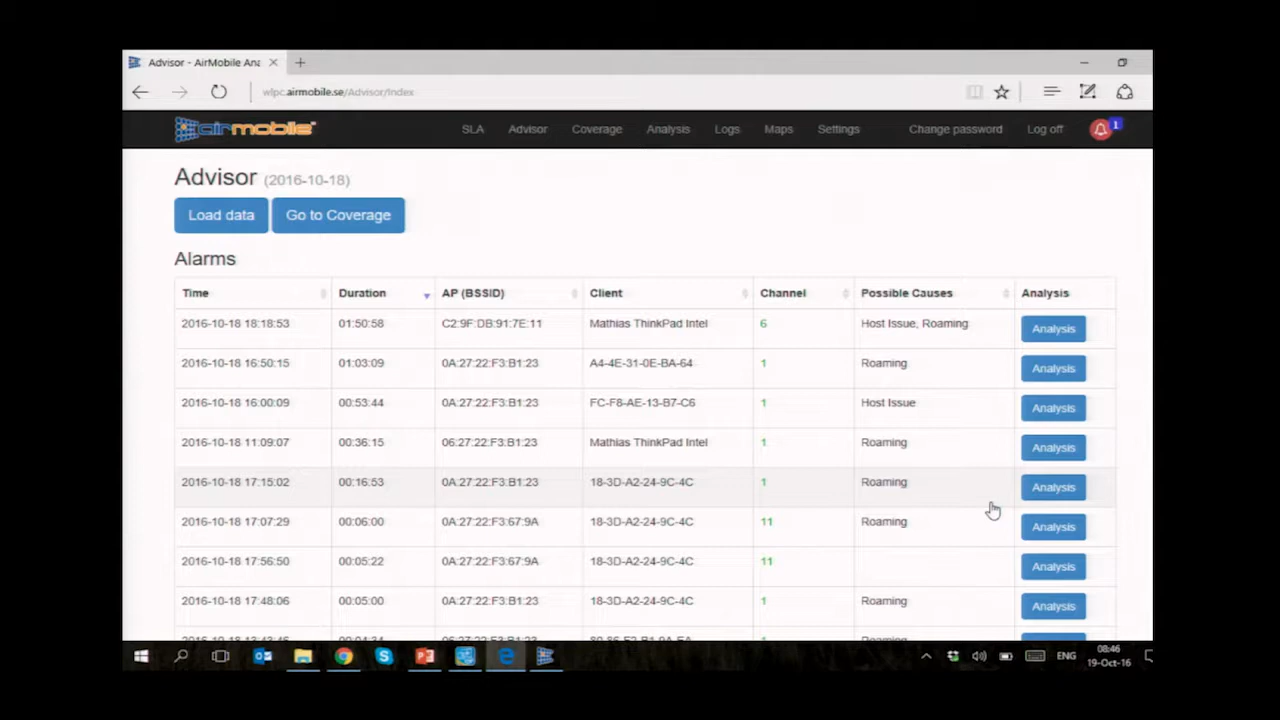 Advisor - AirMobile Ana
wlpc.airmobile.se/Advisor/Index
airmobile SLA Advisor Coverage Analysis Logs Maps Settings Change password Log off 1
Advisor (2016-10-18)
Load data Go to Coverage
Alarms
Time Duration AP (BSSID) Client Channel Possible Causes Analysis
2016-10-18 18:18:53 01:50:58 C2:9F:DB:91:7E:11 Mathias ThinkPad Intel 6 Host Issue, Roaming Analysis
2016-10-18 16:50:15 01:03:09 0A:27:22:F3:B1:23 A4-4E-31-0E-BA-64 1 Roaming Analysis
2016-10-18 16:00:09 00:53:44 0A:27:22:F3:B1:23 FC-F8-AE-13-B7-C6 1 Host Issue Analysis
2016-10-18 11:09:07 00:36:15 06:27:22:F3:B1:23 Mathias ThinkPad Intel 1 Roaming Analysis
2016-10-18 17:15:02 00:16:53 0A:27:22:F3:B1:23 18-3D-A2-24-9C-4C 1 Roaming Analysis
2016-10-18 17:07:29 00:06:00 0A:27:22:F3:67:9A 18-3D-A2-24-9C-4C 11 Roaming Analysis
2016-10-18 17:56:50 00:05:22 0A:27:22:F3:67:9A 18-3D-A2-24-9C-4C 11 Analysis
2016-10-18 17:48:06 00:05:00 0A:27:22:F3:B1:23 18-3D-A2-24-9C-4C 1 Roaming Analysis
ENG 08:46
19-Oct-16